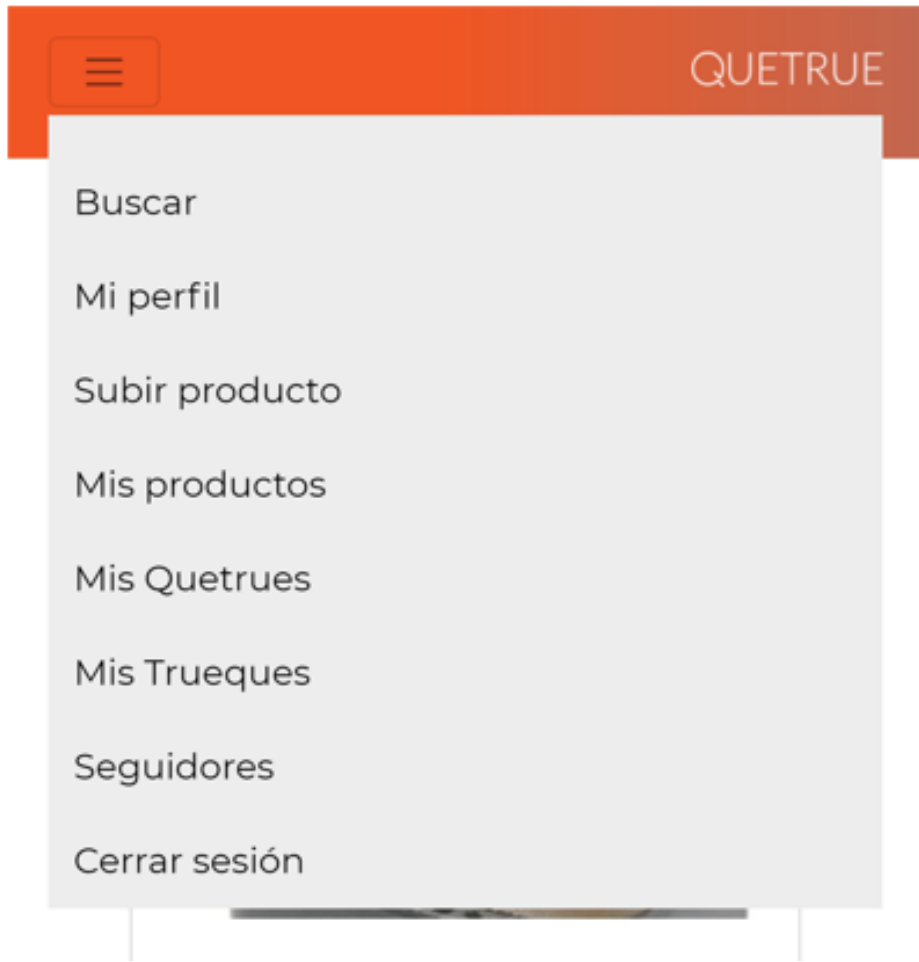 QUETRUE
Buscar
Mi perfil
Subir producto
Mis productos
Mis Quetrues
Mis Trueques
Seguidores
Cerrar sesión